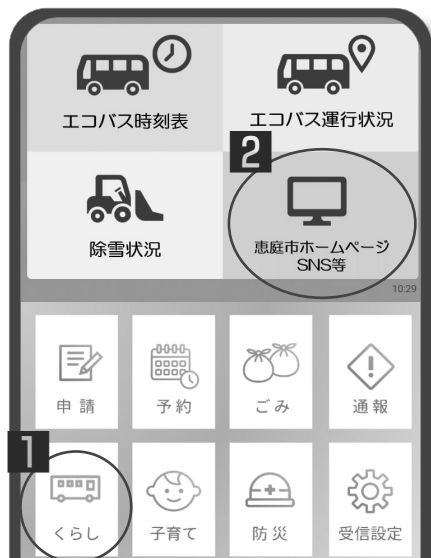 エコバス時刻表
エコバス運行状況
2
除雪状況
恵庭市ホームページ
SNS等
10:29
申請
予約
ごみ
通報
1
くらし
子育て
防災
受信設定